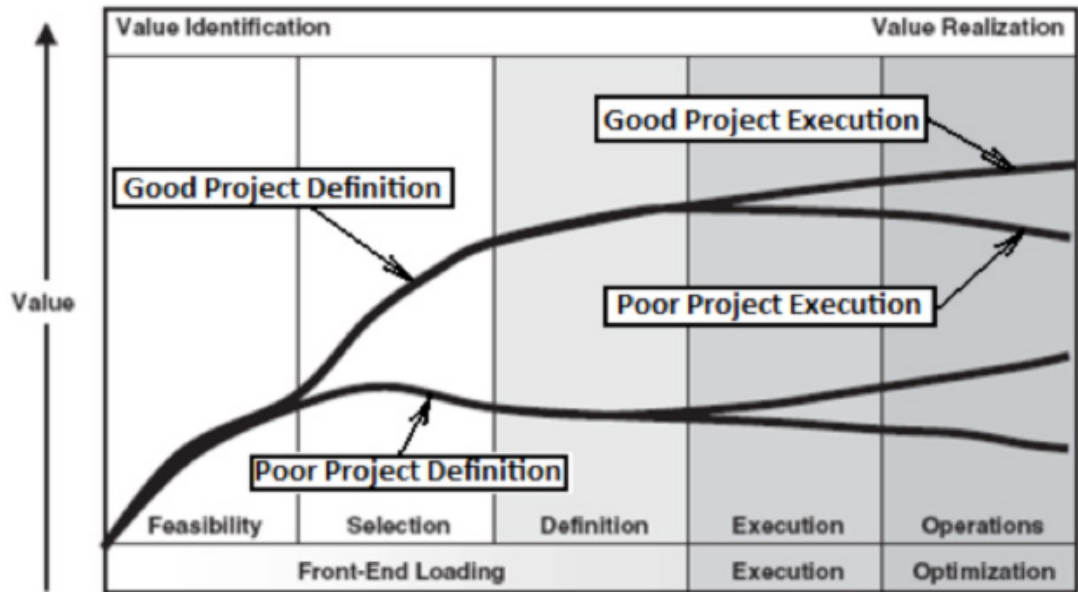 Value Identification Value Realization
Good Project Execution
Good Project Definition
Value
Poor Project Execution
Poor Project Definition
Feasibility Selection Definition Execution Operations
Front-End Loading Execution Optimization